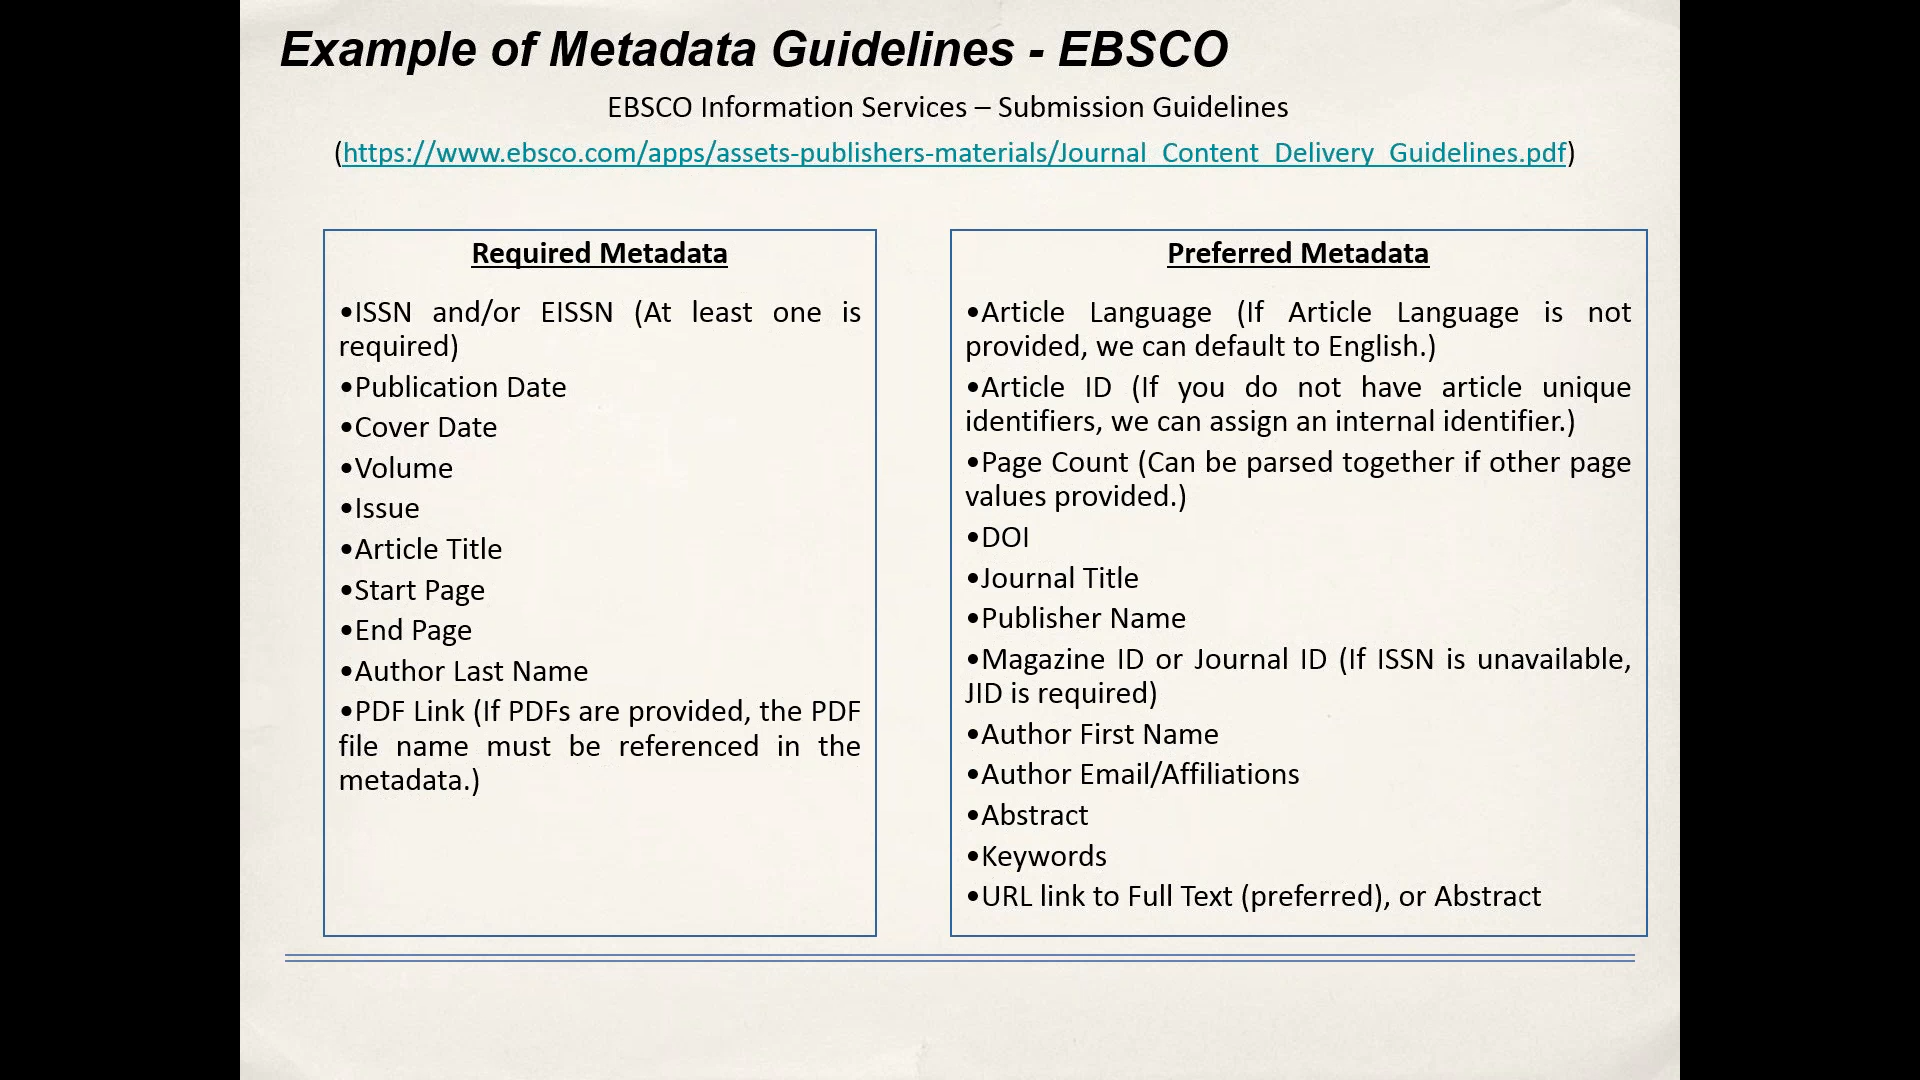 Example of Metadata Guidelines - EBSCO
EBSCO Information Services – Submission Guidelines
(https://www.ebsco.com/apps/assets-publishers-materials/Journal_Content_Delivery_Guidelines.pdf)
Required Metadata
•ISSN and/or EISSN (At least one is
required)
•Publication Date
•Cover Date
•Volume
•Issue
•Article Title
•Start Page
•End Page
•Author Last Name
•PDF Link (If PDFs are provided, the PDF
file name must be referenced in the
metadata.)
Preferred Metadata
•Article Language (If Article Language is not
provided, we can default to English.)
•Article ID (If you do not have article unique
identifiers, we can assign an internal identifier.)
•Page Count (Can be parsed together if other page
values provided.)
•DOI
•Journal Title
•Publisher Name
•Magazine ID or Journal ID (If ISSN is unavailable,
JID is required)
•Author First Name
•Author Email/Affiliations
•Abstract
•Keywords
•URL link to Full Text (preferred), or Abstract